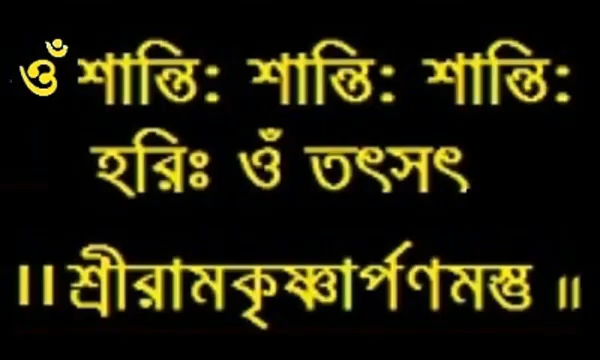 ওঁ শান্তি: শান্তি: শান্তি:
হরিঃ ওঁ তৎসৎ
।। শ্রীরামকৃষ্ণার্পণমস্তু ॥